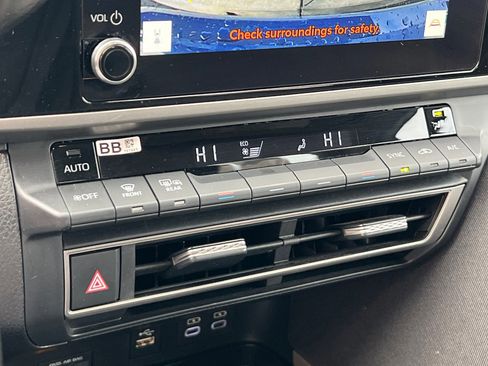 VOL
Check surroundings for safety.
BB
HI
ECO
HI
AUTO
OFF
FRONT
REAR
SYNC
A/C